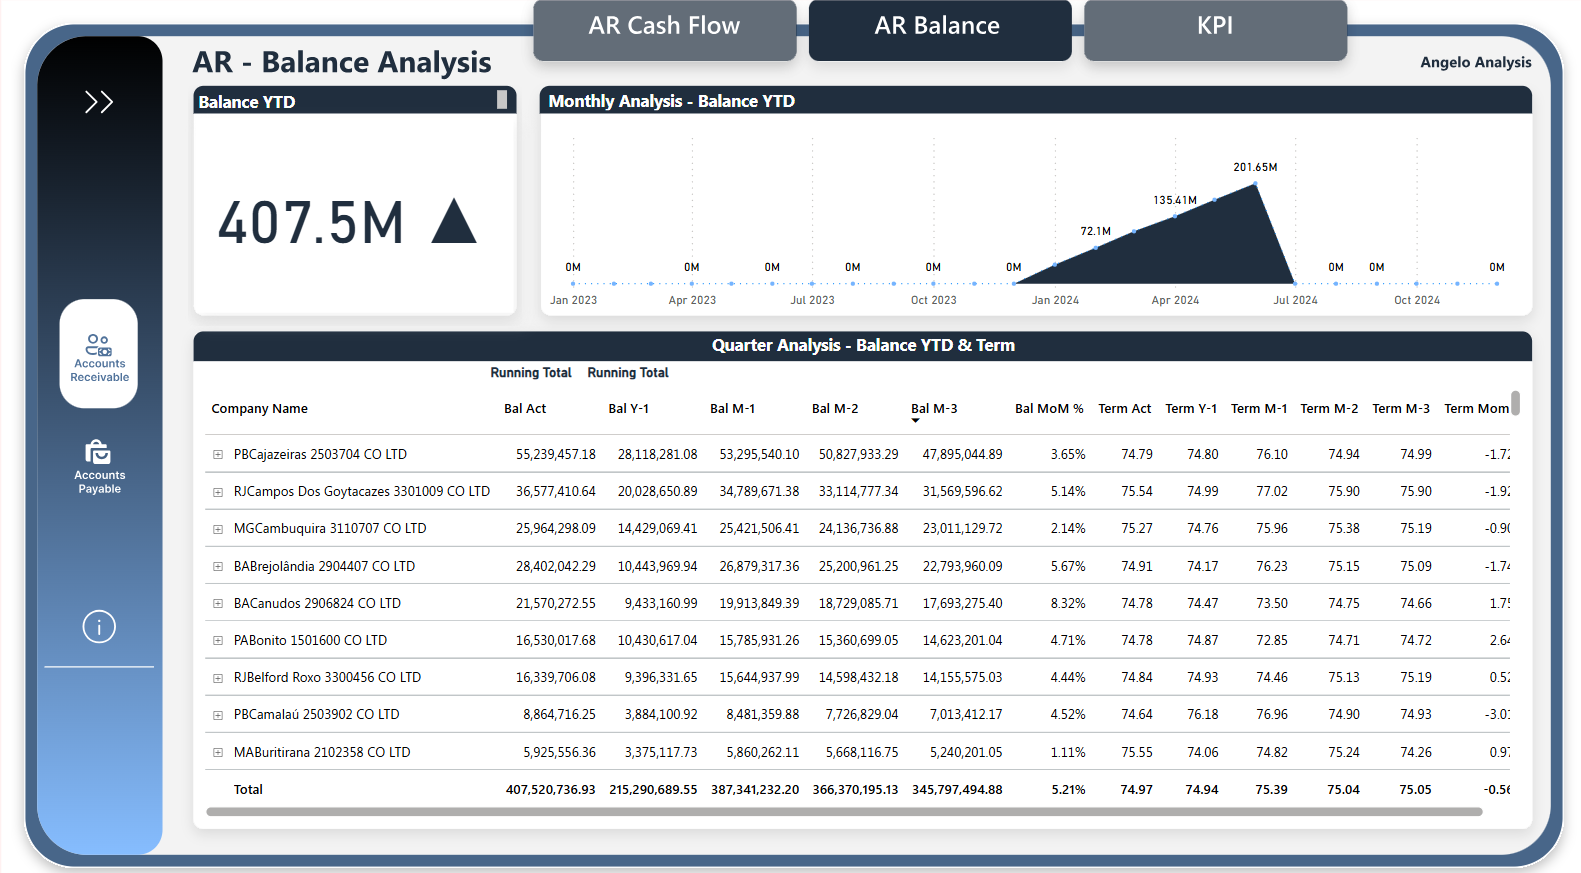 AR Cash Flow
AR Balance
KPI
AR - Balance Analysis
Angelo Analysis
Balance YTD
407.5M
Monthly Analysis - Balance YTD
201.65M
135.41M
72.1M
0M 0M 0M 0M 0M 0M 0M 0M 0M
Jan 2023 Apr 2023 Jul 2023 Oct 2023 Jan 2024 Apr 2024 Jul 2024 Oct 2024
Accounts
Receivable
Accounts
Payable
Quarter Analysis - Balance YTD & Term
Running Total Running Total
Company Name Bal Act Bal Y-1 Bal M-1 Bal M-2 Bal M-3 Bal MoM % Term Act Term Y-1 Term M-1 Term M-2 Term M-3 Term Mom
PBCajazeiras 2503704 CO LTD 55,239,457.18 28,118,281.08 53,295,540.10 50,827,933.29 47,895,044.89 3.65% 74.79 74.80 76.10 74.94 74.99 -1.72
RJCampos Dos Goytacazes 3301009 CO LTD 36,577,410.64 20,028,650.89 34,789,671.38 33,114,777.34 31,569,596.62 5.14% 75.54 74.99 77.02 75.90 75.90 -1.92
MGCambuquira 3110707 CO LTD 25,964,298.09 14,429,069.41 25,421,506.41 24,136,736.88 23,011,129.72 2.14% 75.27 74.76 75.96 75.38 75.19 -0.90
BABrejolândia 2904407 CO LTD 28,402,042.29 10,443,969.94 26,879,317.36 25,200,961.25 22,793,960.09 5.67% 74.91 74.17 76.23 75.15 75.09 -1.74
BACanudos 2906824 CO LTD 21,570,272.55 9,433,160.99 19,913,849.39 18,729,085.71 17,693,275.40 8.32% 74.78 74.47 73.50 74.75 74.66 1.75
PABonito 1501600 CO LTD 16,530,017.68 10,430,617.04 15,785,931.26 15,360,699.05 14,623,201.04 4.71% 74.78 74.87 72.85 74.71 74.72 2.64
RJBelford Roxo 3300456 CO LTD 16,339,706.08 9,396,331.65 15,644,937.99 14,598,432.18 14,155,575.03 4.44% 74.84 74.93 74.46 75.13 75.19 0.52
PBCamalaú 2503902 CO LTD 8,864,716.25 3,884,100.92 8,481,359.88 7,726,829.04 7,013,412.17 4.52% 74.64 76.18 76.96 74.90 74.93 -3.01
MABuritirana 2102358 CO LTD 5,925,556.36 3,375,117.73 5,860,262.11 5,668,116.75 5,240,201.05 1.11% 75.55 74.06 74.82 75.24 74.26 0.97
Total 407,520,736.93 215,290,689.55 387,341,232.20 366,370,195.13 345,797,494.88 5.21% 74.97 74.94 75.39 75.04 75.05 -0.56